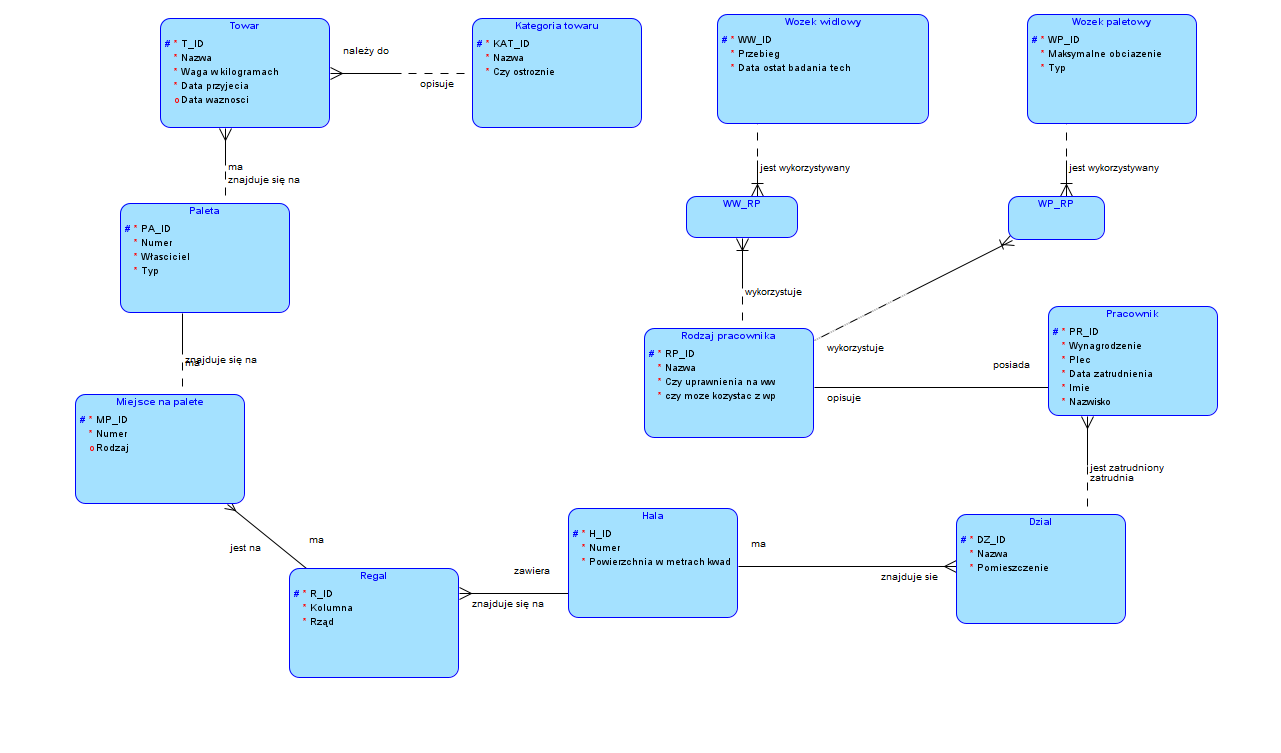 Towar
# * T_ID
* Nazwa
* Waga w kilogramach
* Data przyjecia
o Data waznosci
należy do
opisuje
Kategoria towaru
# * KAT_ID
* Nazwa
* Czy ostroznie
Wozek widlowy
# * WW_ID
* Przebieg
* Data ostat badania tech
Wozek paletowy
# * WP_ID
* Maksymalne obciazenie
* Typ
ma
znajduje się na
jest wykorzystywany
jest wykorzystywany
Paleta
# * PA_ID
* Numer
* Własciciel
* Typ
WW_RP
WP_RP
wykorzystuje
wykorzystuje
znajduje się na
ma
Rodzaj pracownika
# * RP_ID
* Nazwa
* Czy uprawnienia na ww
* czy moze kozystac z wp
posiada
opisuje
Pracownik
# * PR_ID
* Wynagrodzenie
* Plec
* Data zatrudnienia
* Imie
* Nazwisko
Miejsce na palete
# * MP_ID
* Numer
o Rodzaj
jest zatrudniony
zatrudnia
jest na
ma
Hala
# * H_ID
* Numer
* Powierzchnia w metrach kwad
ma
znajduje sie
Dzial
# * DZ_ID
* Nazwa
* Pomieszczenie
zawiera
znajduje się na
Regal
# * R_ID
* Kolumna
* Rząd